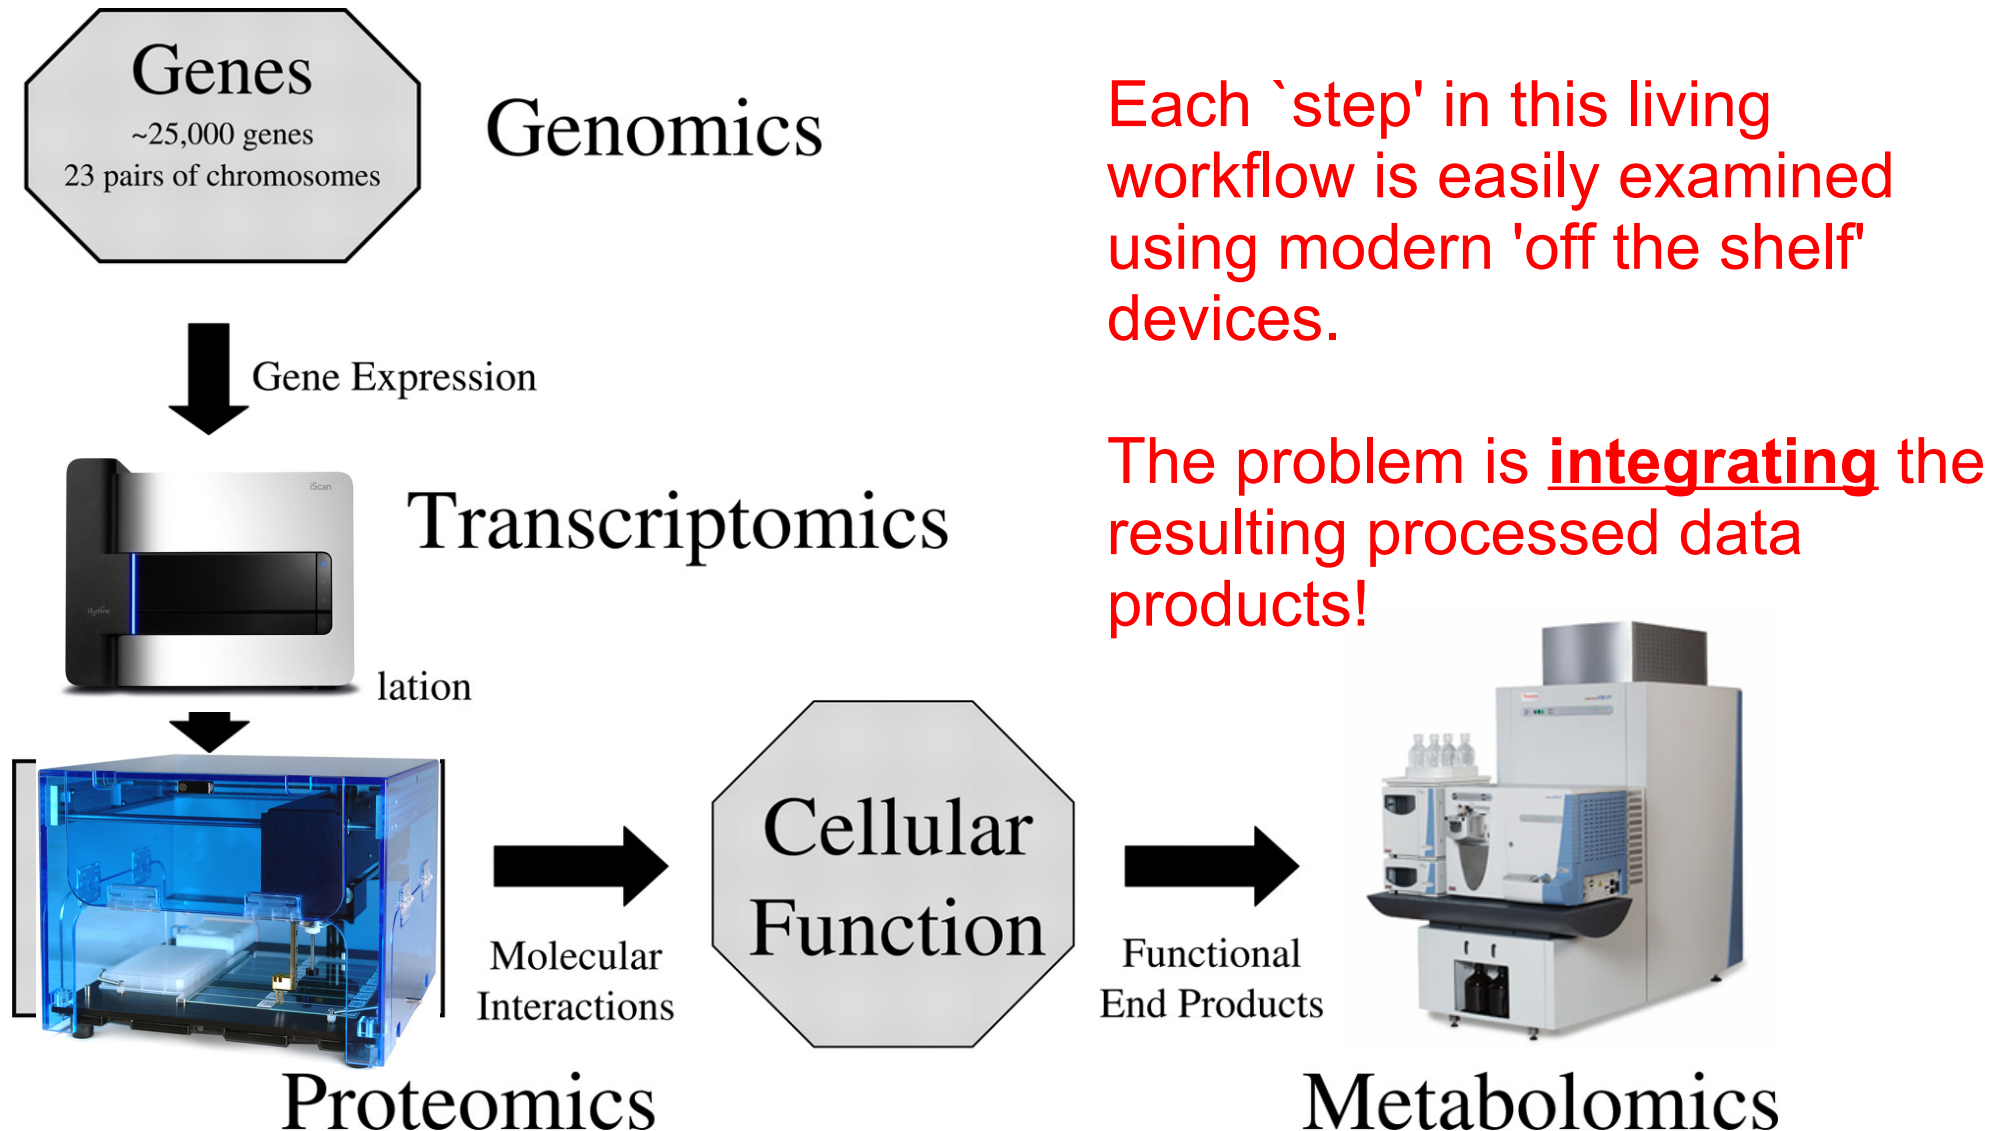 Genes
~25,000 genes
23 pairs of chromosomes
Genomics
Each `step' in this living
workflow is easily examined
using modern 'off the shelf'
devices.
Gene Expression
iScan
Transcriptomics
The problem is integrating the
resulting processed data
products!
illumina
lation
Cellular
Function
Molecular
Interactions
Functional
End Products
Proteomics
Metabolomics